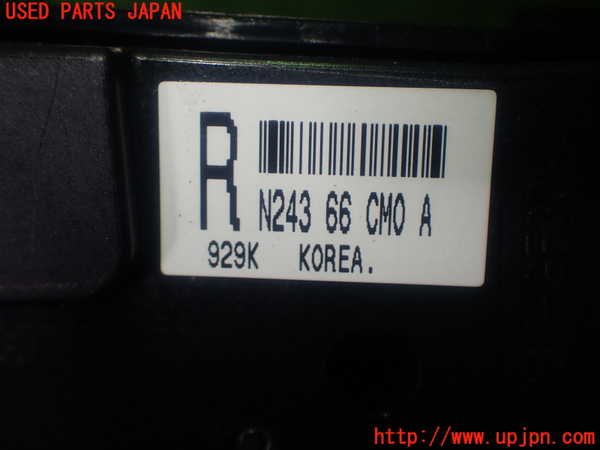 USED PARTS JAPAN
R
N243 66 CM0 A
929K KOREA.
http://www.upjpn.com/